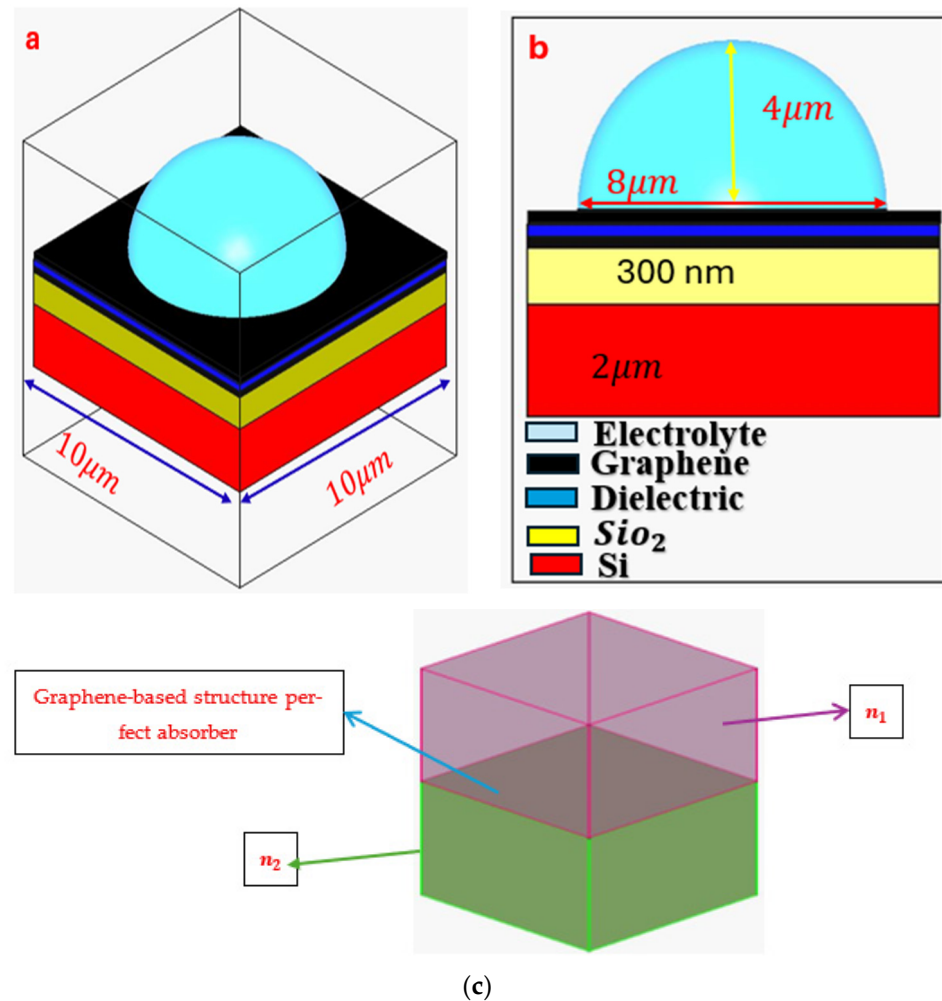 a
10μm
10μm
b
4μm
8μm
300 nm
2μm
Electrolyte
Graphene
Dielectric
Sio₂
Si
Graphene-based structure per-
fect absorber
n₁
n₂
(c)